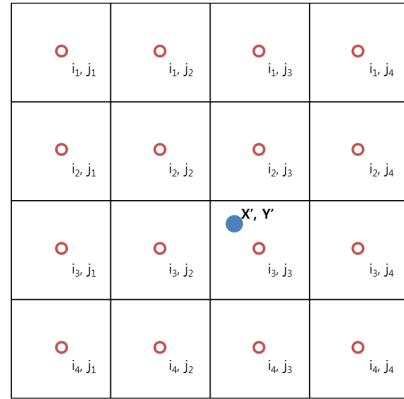 i₁, j₁ i₁, j₂ i₁, j₃ i₁, j₄
i₂, j₁ i₂, j₂ i₂, j₃ i₂, j₄
X′, Y′
i₃, j₁ i₃, j₂ i₃, j₃ i₃, j₄
i₄, j₁ i₄, j₂ i₄, j₃ i₄, j₄